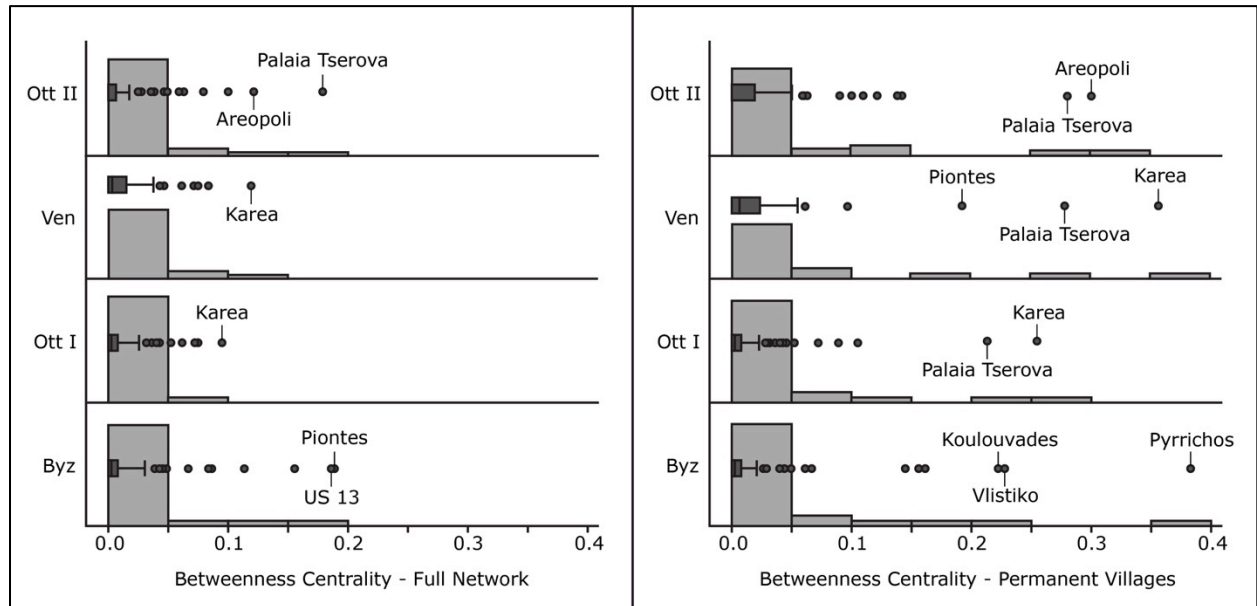 Ott II
Palaia Tserova
Areopoli
Ven
Karea
Ott I
Karea
Byz
Piontes
US 13
0.0 0.1 0.2 0.3 0.4
Betweenness Centrality - Full Network
Ott II
Areopoli
Palaia Tserova
Ven
Piontes
Karea
Palaia Tserova
Ott I
Karea
Palaia Tserova
Byz
Koulouvades
Pyrrichos
Vlistiko
0.0 0.1 0.2 0.3 0.4
Betweenness Centrality - Permanent Villages